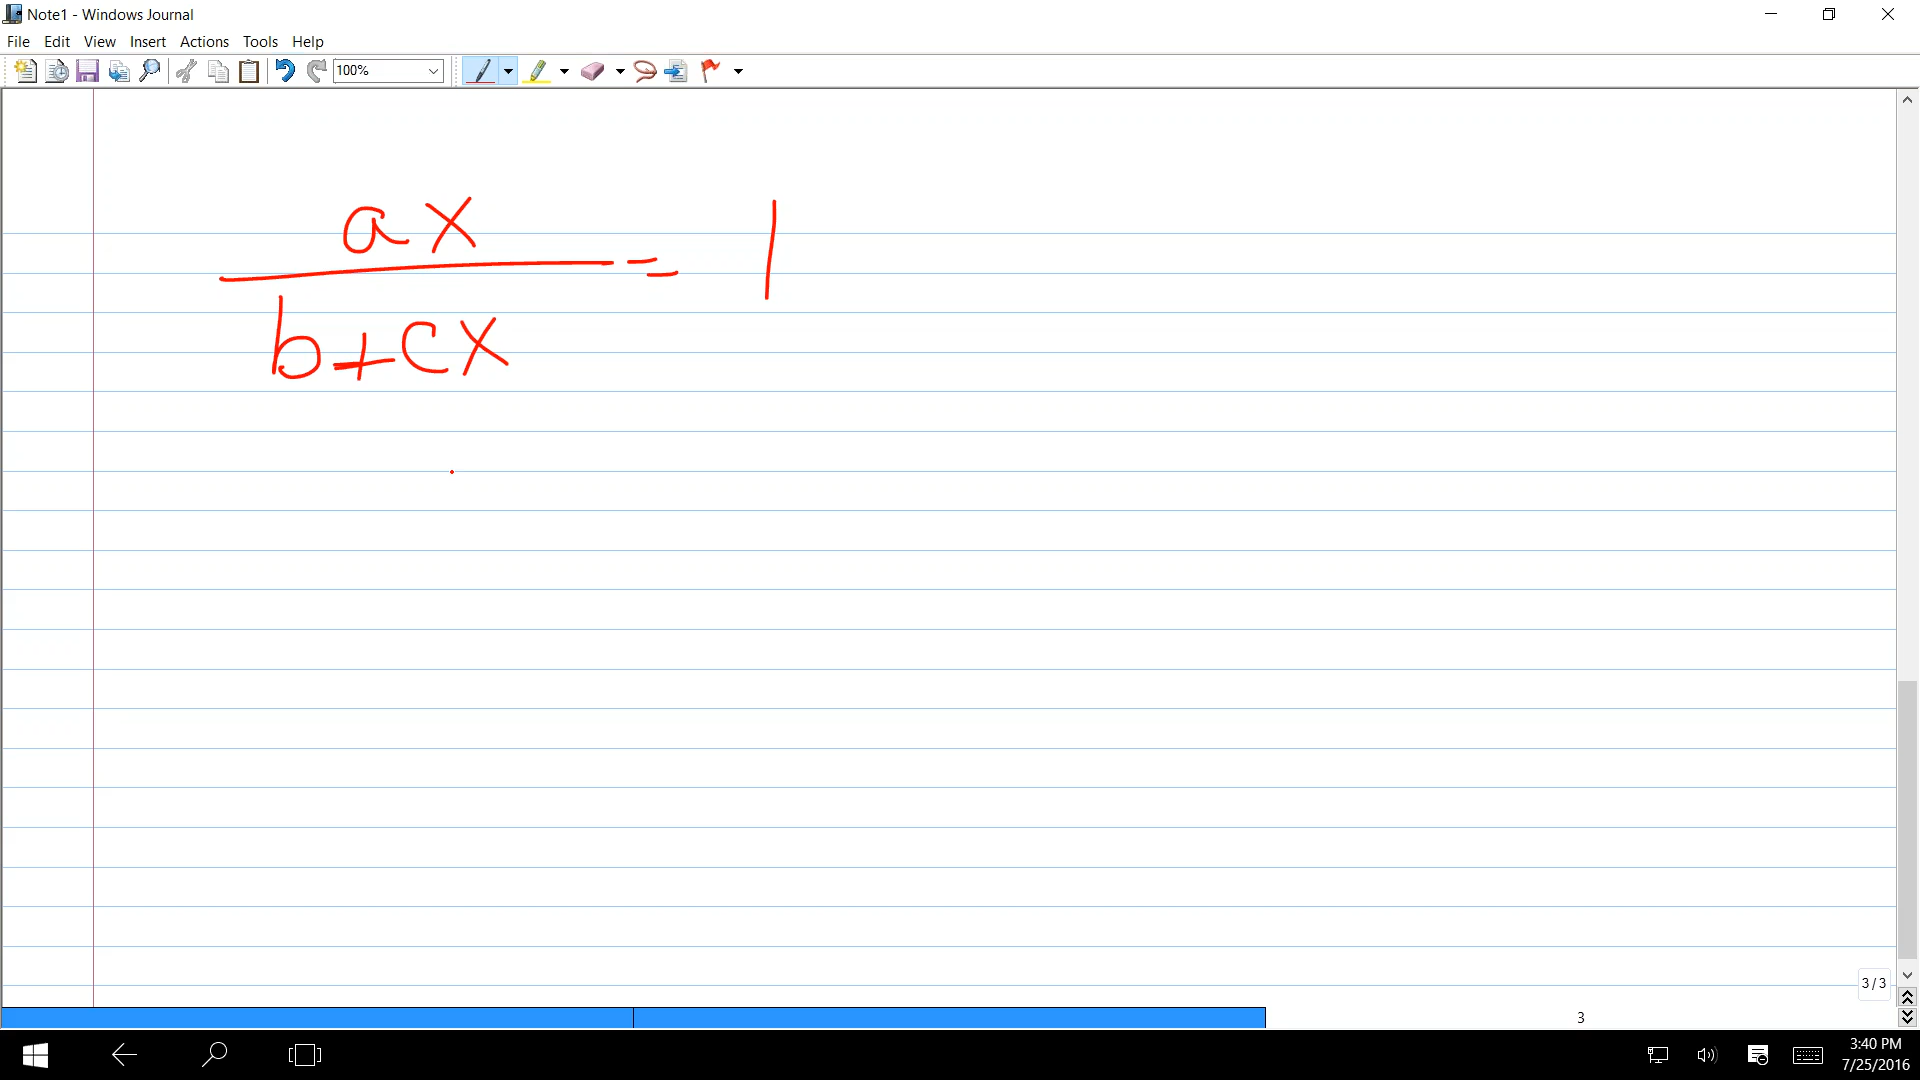 Note1 - Windows Journal
File Edit View Insert Actions Tools Help
100%
ax
b+cx
= 1
3 / 3
3
3:40 PM
7/25/2016